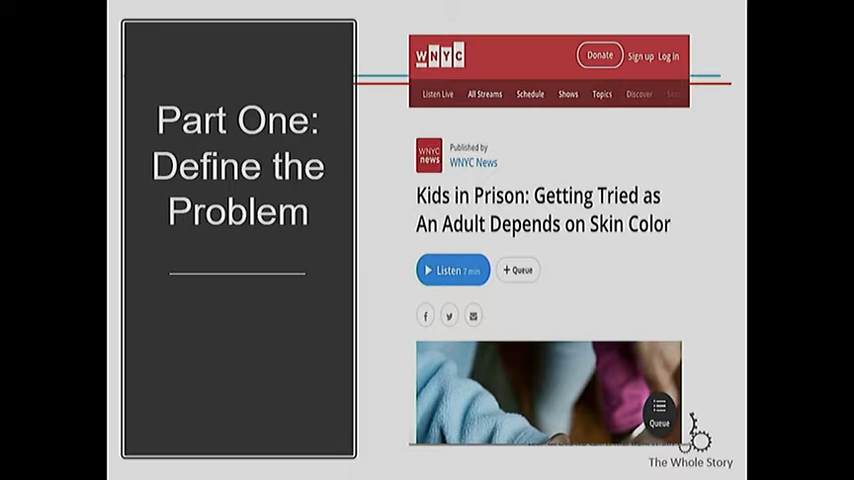 Part One:
Define the
Problem
WNYC
Donate
Sign up
Log in
Listen Live
All Streams
Schedule
Shows
Topics
Discover
WNYC
news
Published by
WNYC News
Kids in Prison: Getting Tried as
An Adult Depends on Skin Color
Listen 7 min
+ Queue
Queue
The Whole Story